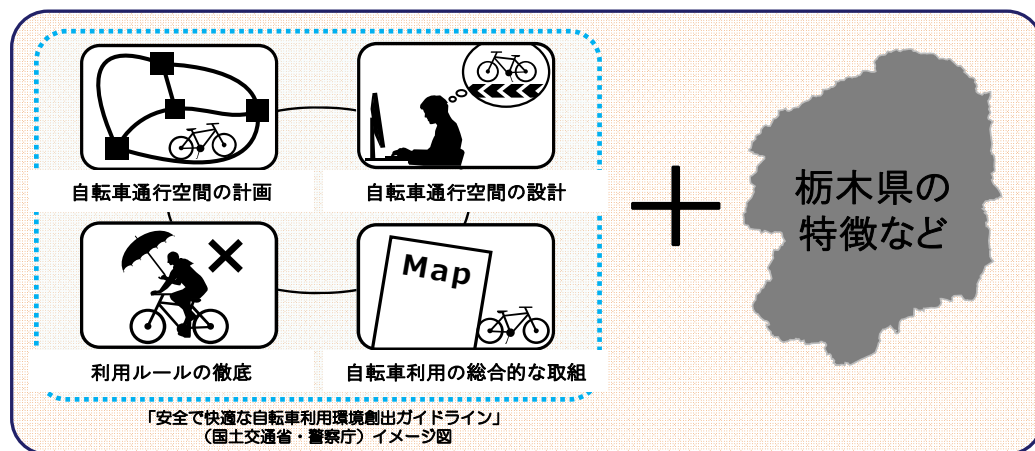 自転車通行空間の計画
自転車通行空間の設計
利用ルールの徹底
Map
自転車利用の総合的な取組
「安全で快適な自転車利用環境創出ガイドライン」
（国土交通省・警察庁）イメージ図
栃木県の
特徴など